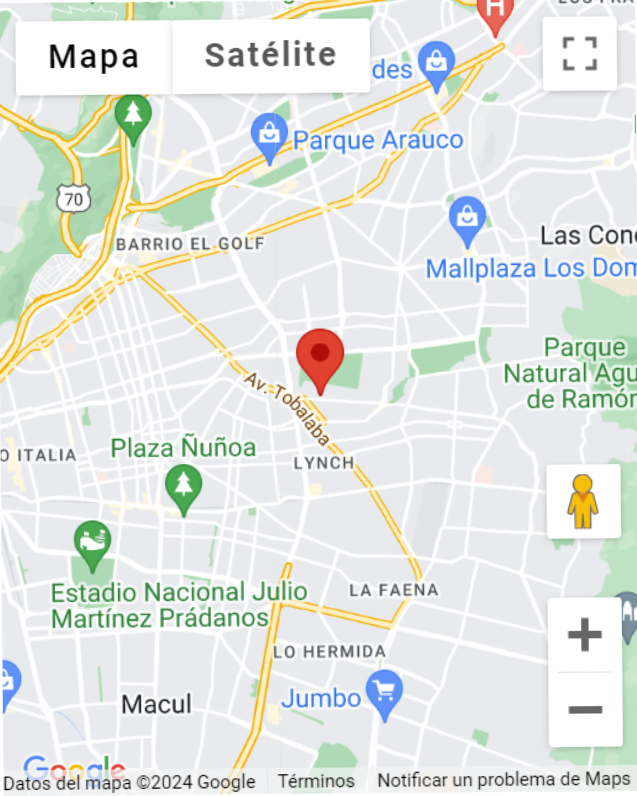 Mapa
Satélite
des
H
Parque Arauco
70
BARRIO EL GOLF
Las Con
Mallplaza Los Dom
Parque
Natural Agu
de Ramón
Av. Tobalaba
O ITALIA
Plaza Ñuñoa
LYNCH
Estadio Nacional Julio
Martínez Prádanos
LA FAENA
LO HERMIDA
Macul
Jumbo
Google
Datos del mapa ©2024 Google
Términos
Notificar un problema de Maps